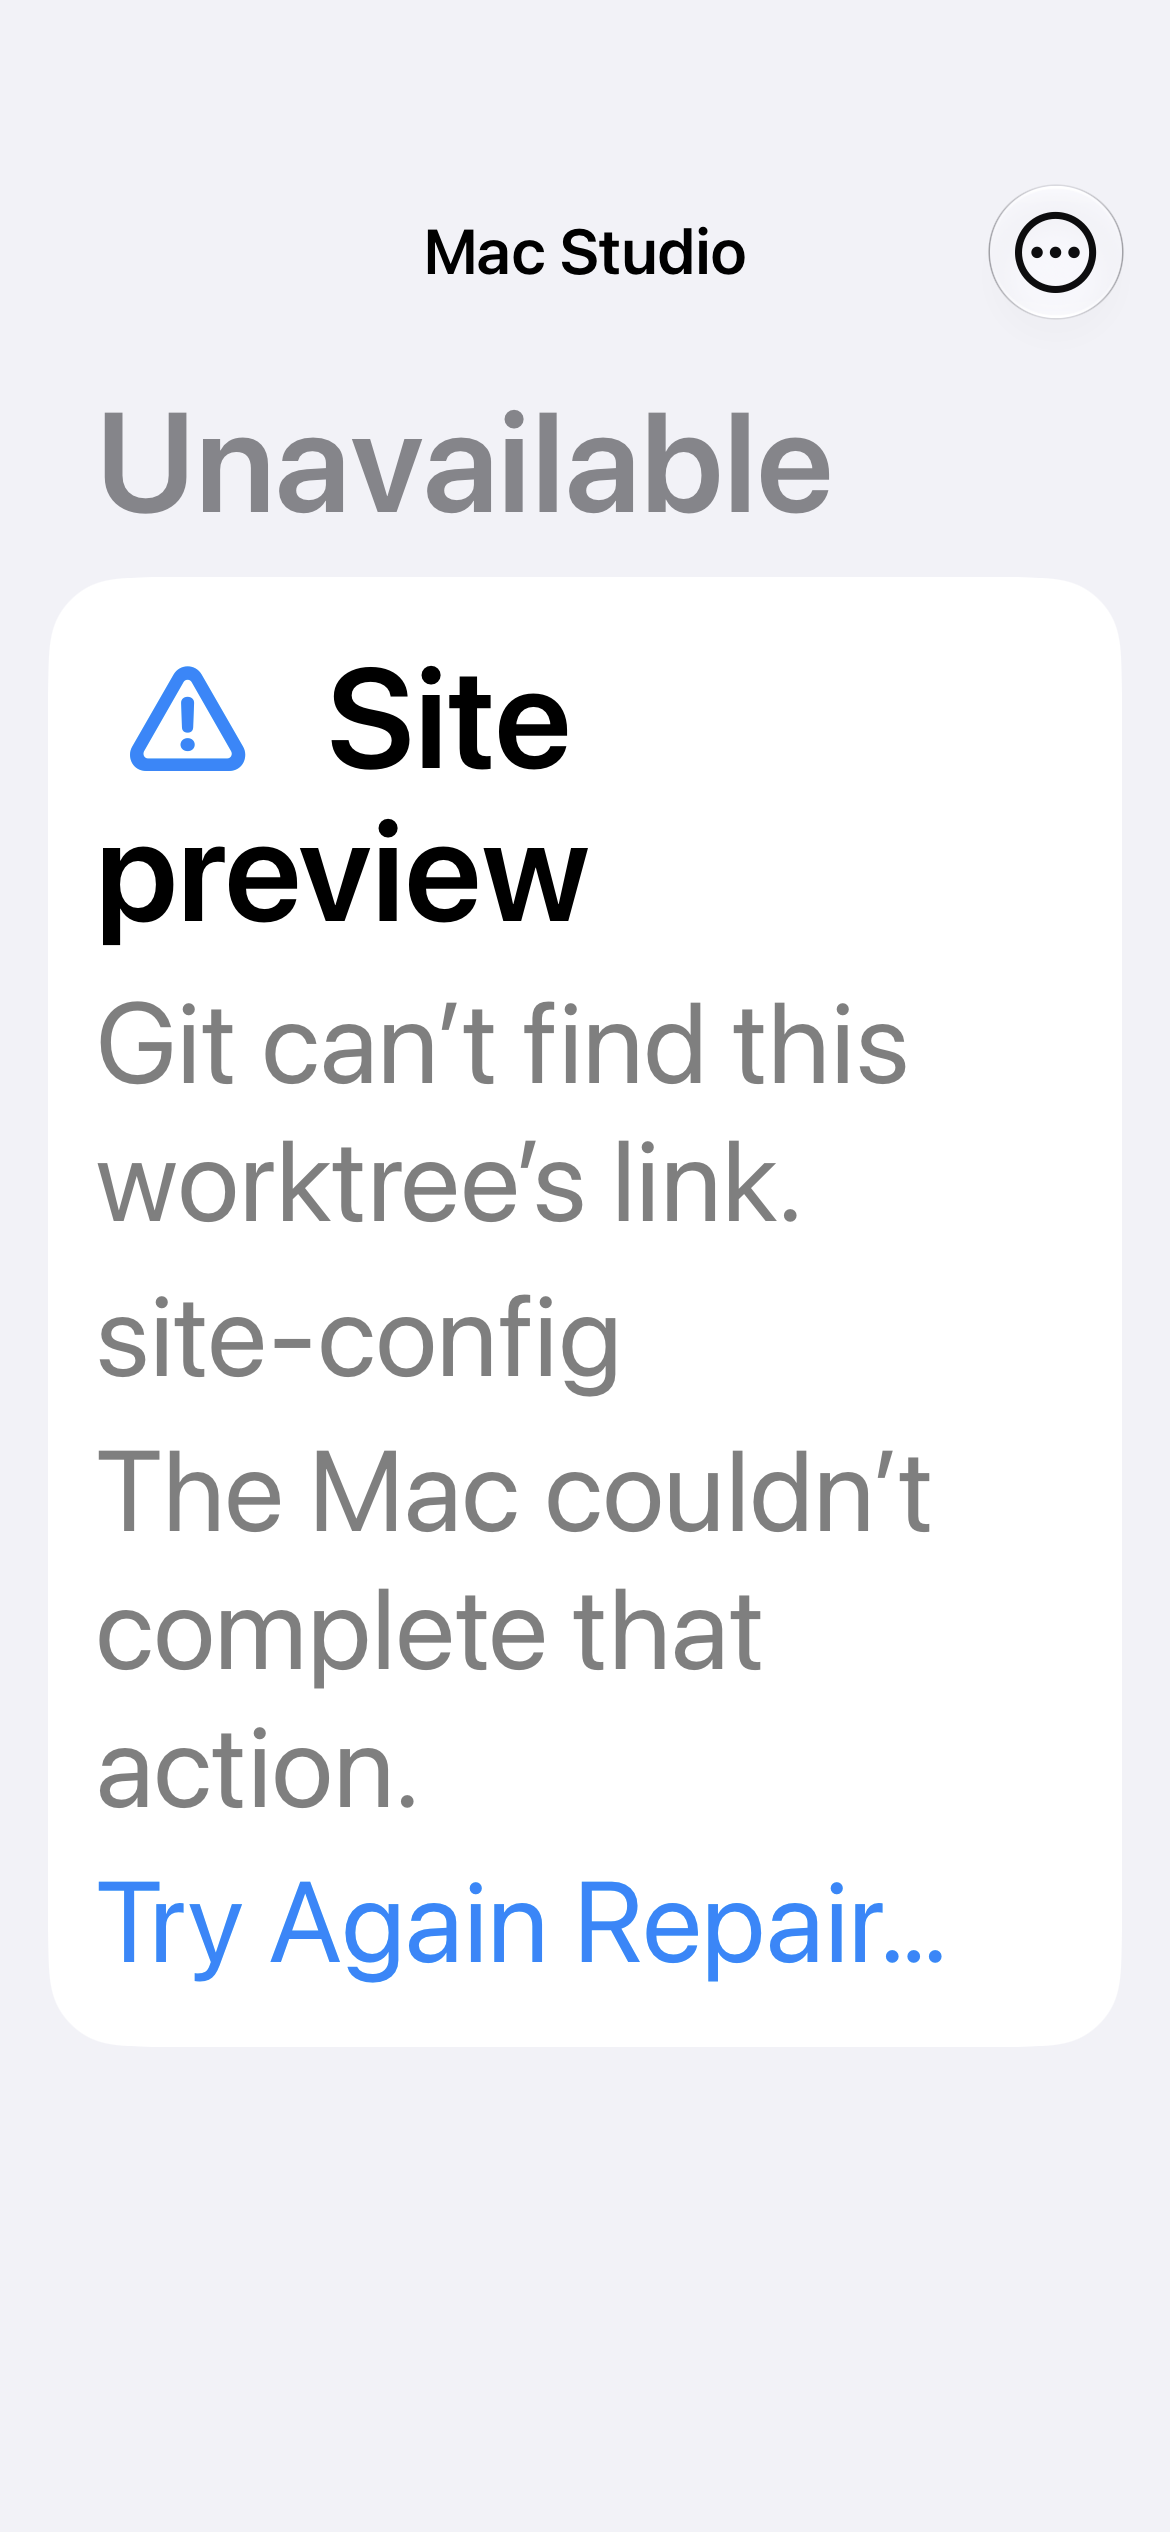 Mac Studio
Unavailable
Site
preview
Git can’t find this
worktree’s link.
site-config
The Mac couldn’t
complete that
action.
Try Again Repair…